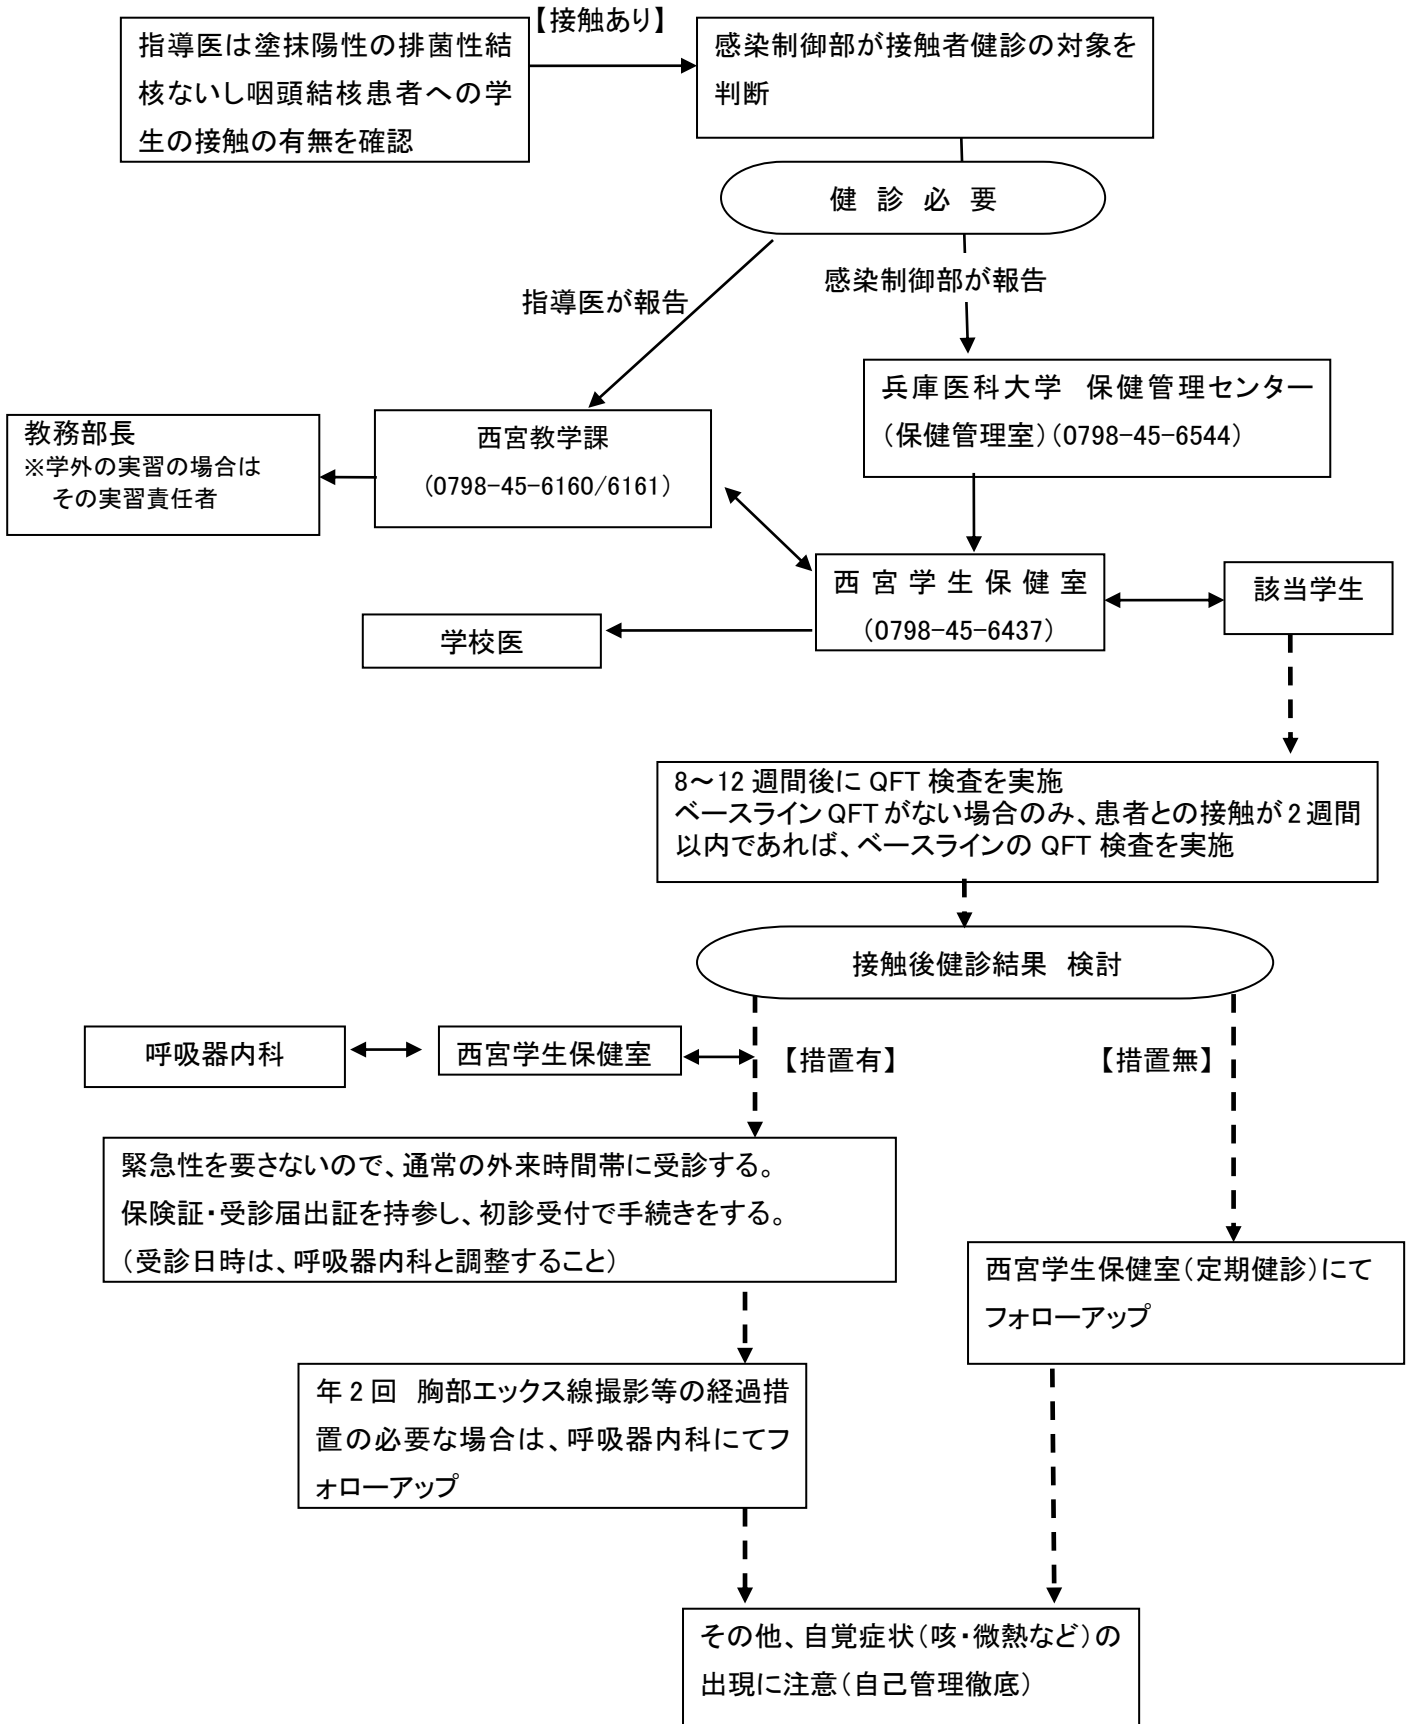 【接触あり】
指導医は塗抹陽性の排菌性結
核ないし咽頭結核患者への学
生の接触の有無を確認
感染制御部が接触者健診の対象を
判断
健 診 必 要
感染制御部が報告
指導医が報告
兵庫医科大学 保健管理センター
（保健管理室）（0798-45-6544）
教務部長
※学外の実習の場合は
その実習責任者
西宮教学課
（0798-45-6160/6161）
西 宮 学 生 保 健 室
（0798-45-6437）
該当学生
学校医
8～12 週間後に QFT 検査を実施
ベースライン QFT がない場合のみ、患者との接触が 2 週間
以内であれば、ベースラインの QFT 検査を実施
接触後健診結果 検討
呼吸器内科
西宮学生保健室
【措置有】
【措置無】
緊急性を要さないので、通常の外来時間帯に受診する。
保険証・受診届出証を持参し、初診受付で手続きをする。
（受診日時は、呼吸器内科と調整すること）
西宮学生保健室（定期健診）にて
フォローアップ
年 2 回 胸部エックス線撮影等の経過措
置の必要な場合は、呼吸器内科にてフ
ォローアップ
その他、自覚症状（咳・微熱など）の
出現に注意（自己管理徹底）